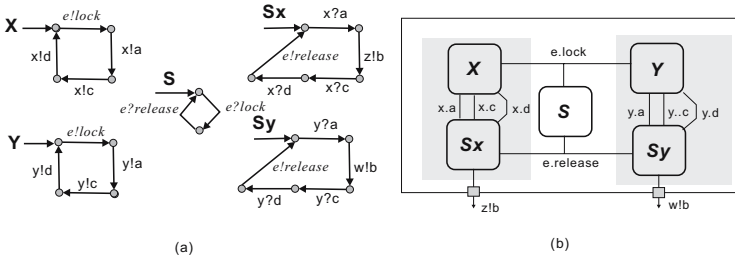 X
e!lock
x!a
x!d
x!c
S
e?release
e?lock
Sx
x?a
e!release
z!b
x?d
x?c
Y
e!lock
y!a
y!d
y!c
Sy
y?a
e!release
w!b
y?d
y?c
(a)
X
e.lock
Y
x.a
x.c
x.d
S
y.a
y..c
y.d
Sx
e.release
Sy
z!b
w!b
(b)